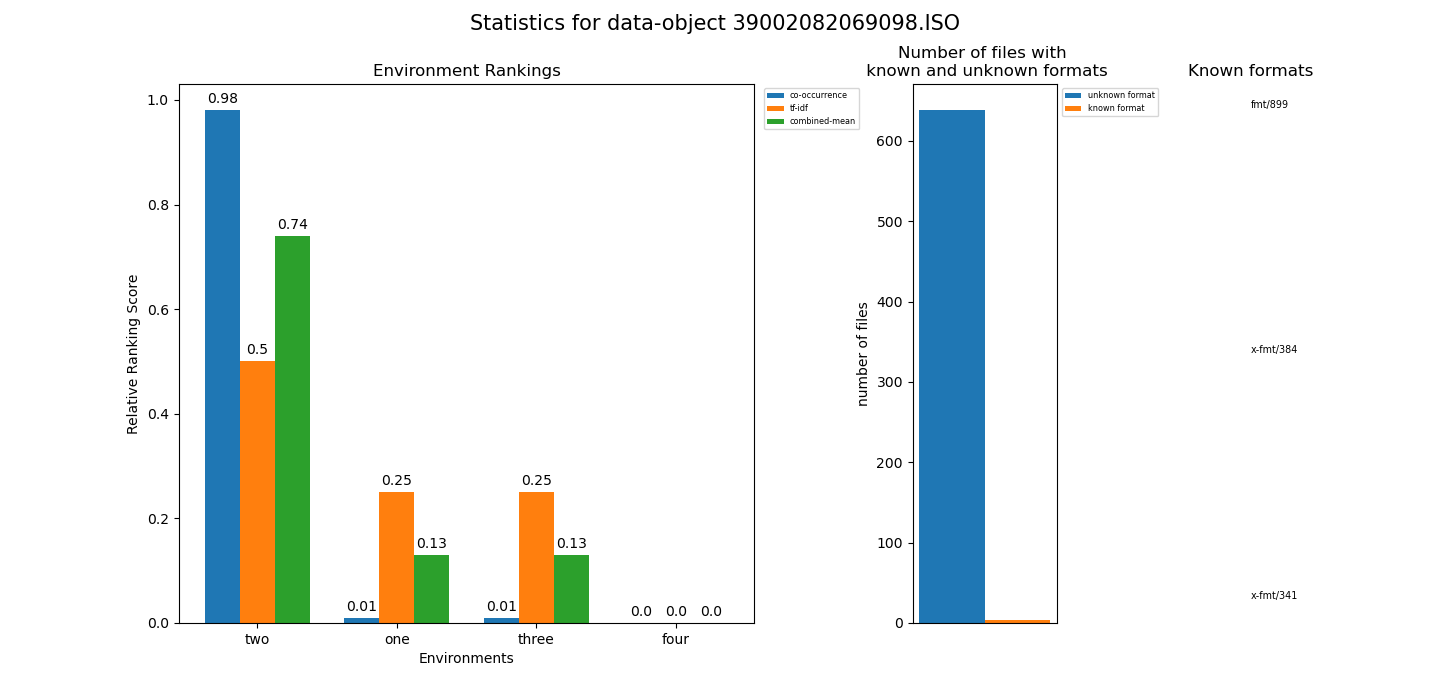 Statistics for data-object 39002082069098.ISO
Environment Rankings
1.0
0.8
0.6
0.4
0.2
0.0
Relative Ranking Score
0.98
0.5
0.74
0.01
0.25
0.13
0.01
0.25
0.13
0.0
0.0
0.0
two
one
three
four
Environments
co-occurrence
tf-idf
combined-mean
Number of files with
known and unknown formats
600
500
400
300
200
100
0
number of files
unknown format
known format
Known formats
fmt/899
x-fmt/384
x-fmt/341